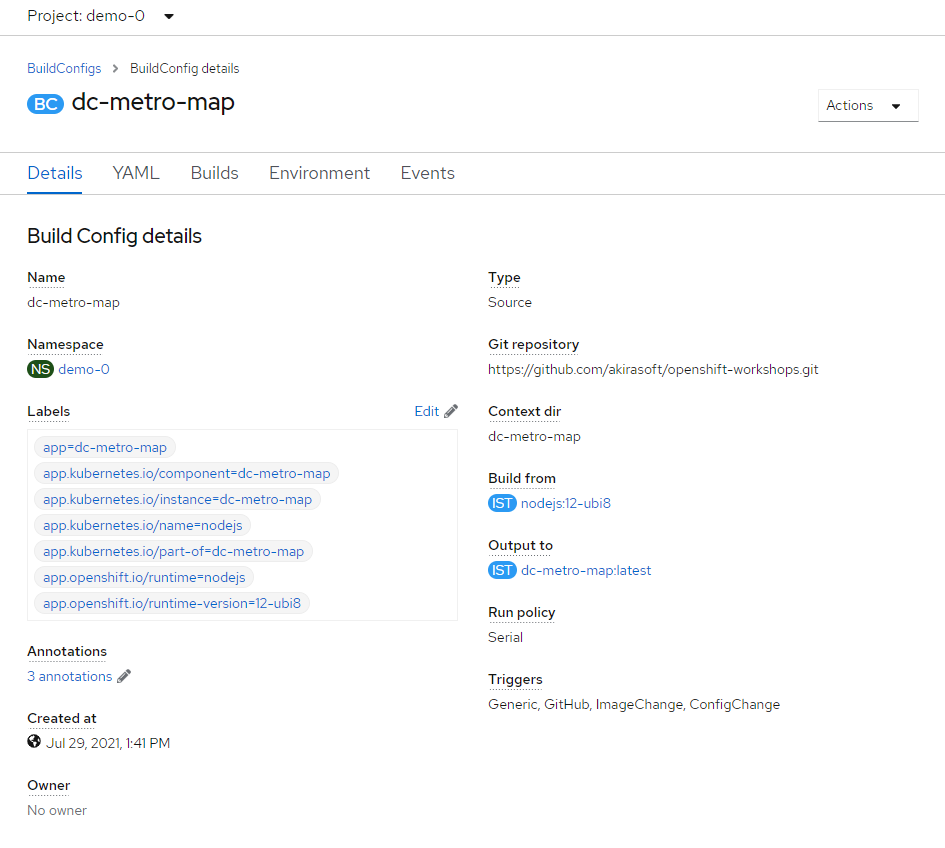 Project: demo-0
BuildConfigs > BuildConfig details
BC dc-metro-map
Actions
Details YAML Builds Environment Events
Build Config details
Name
dc-metro-map
Namespace
NS demo-0
Labels Edit
app=dc-metro-map
app.kubernetes.io/component=dc-metro-map
app.kubernetes.io/instance=dc-metro-map
app.kubernetes.io/name=nodejs
app.kubernetes.io/part-of=dc-metro-map
app.openshift.io/runtime=nodejs
app.openshift.io/runtime-version=12-ubi8
Annotations
3 annotations
Created at
Jul 29, 2021, 1:41 PM
Owner
No owner
Type
Source
Git repository
https://github.com/akirasoft/openshift-workshops.git
Context dir
dc-metro-map
Build from
IST nodejs:12-ubi8
Output to
IST dc-metro-map:latest
Run policy
Serial
Triggers
Generic, GitHub, ImageChange, ConfigChange